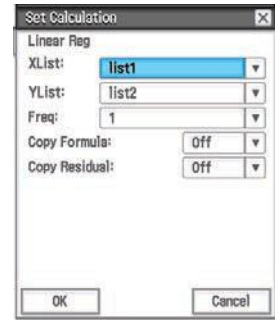 Set Calculation
Linear Reg
XList: list1
YList: list2
Freq: 1
Copy Formula: Off
Copy Residual: Off
OK Cancel